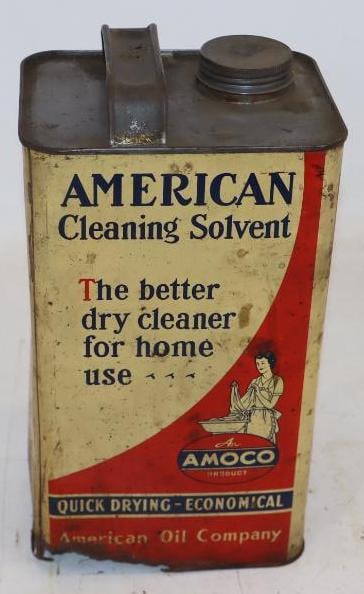 AMERICAN
Cleaning Solvent
The better
dry cleaner
for home
use - - -
An
AMOCO
PRODUCT
QUICK DRYING - ECONOMICAL
American Oil Company